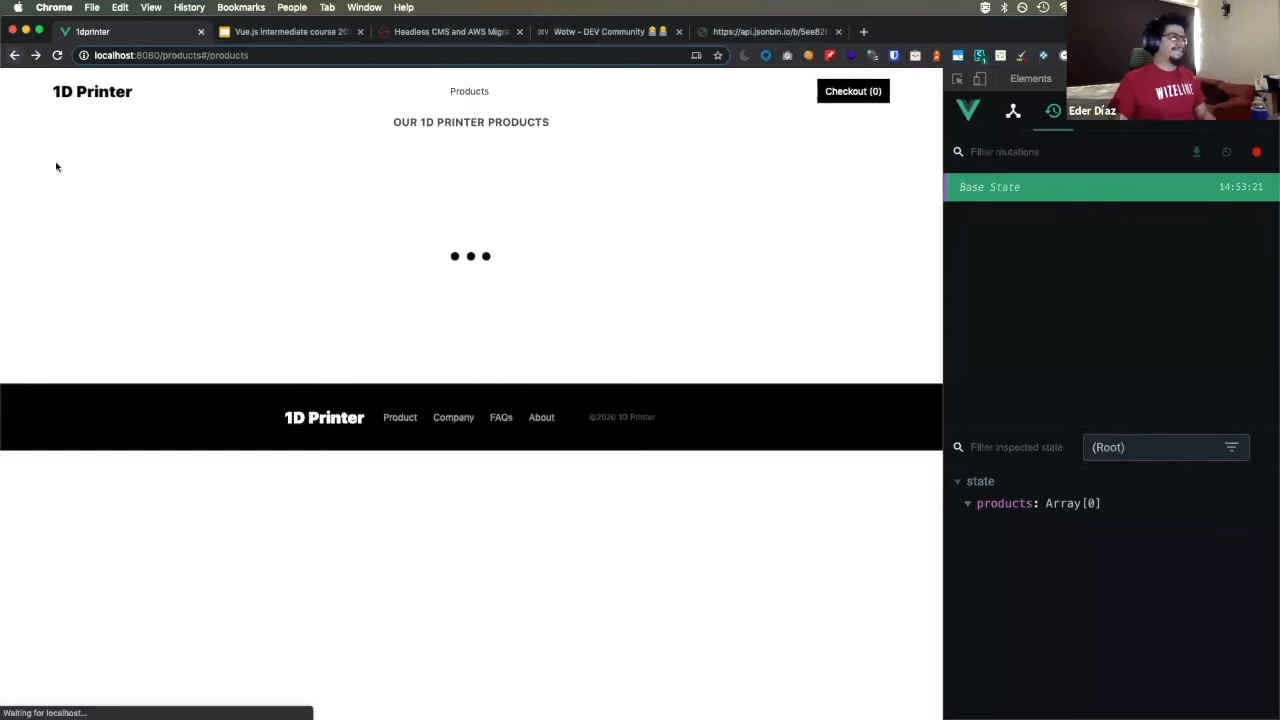 Chrome File Edit View History Bookmarks People Tab Window Help
1dprinter
Vue.js intermediate course 20
Headless CMS and AWS Migra
DEV Wotw - DEV Community
https://api.jsonbin.io/b/5ee82
localhost:8080/products#/products
1D Printer
Products
Checkout (0)
OUR 1D PRINTER PRODUCTS
Elements
WIZELINE
Eder Díaz
Filter mutations
Base State
14:53:21
1D Printer
Product
Company
FAQs
About
©2020 1D Printer
Filter inspected state
(Root)
state
products: Array[0]
Waiting for localhost...